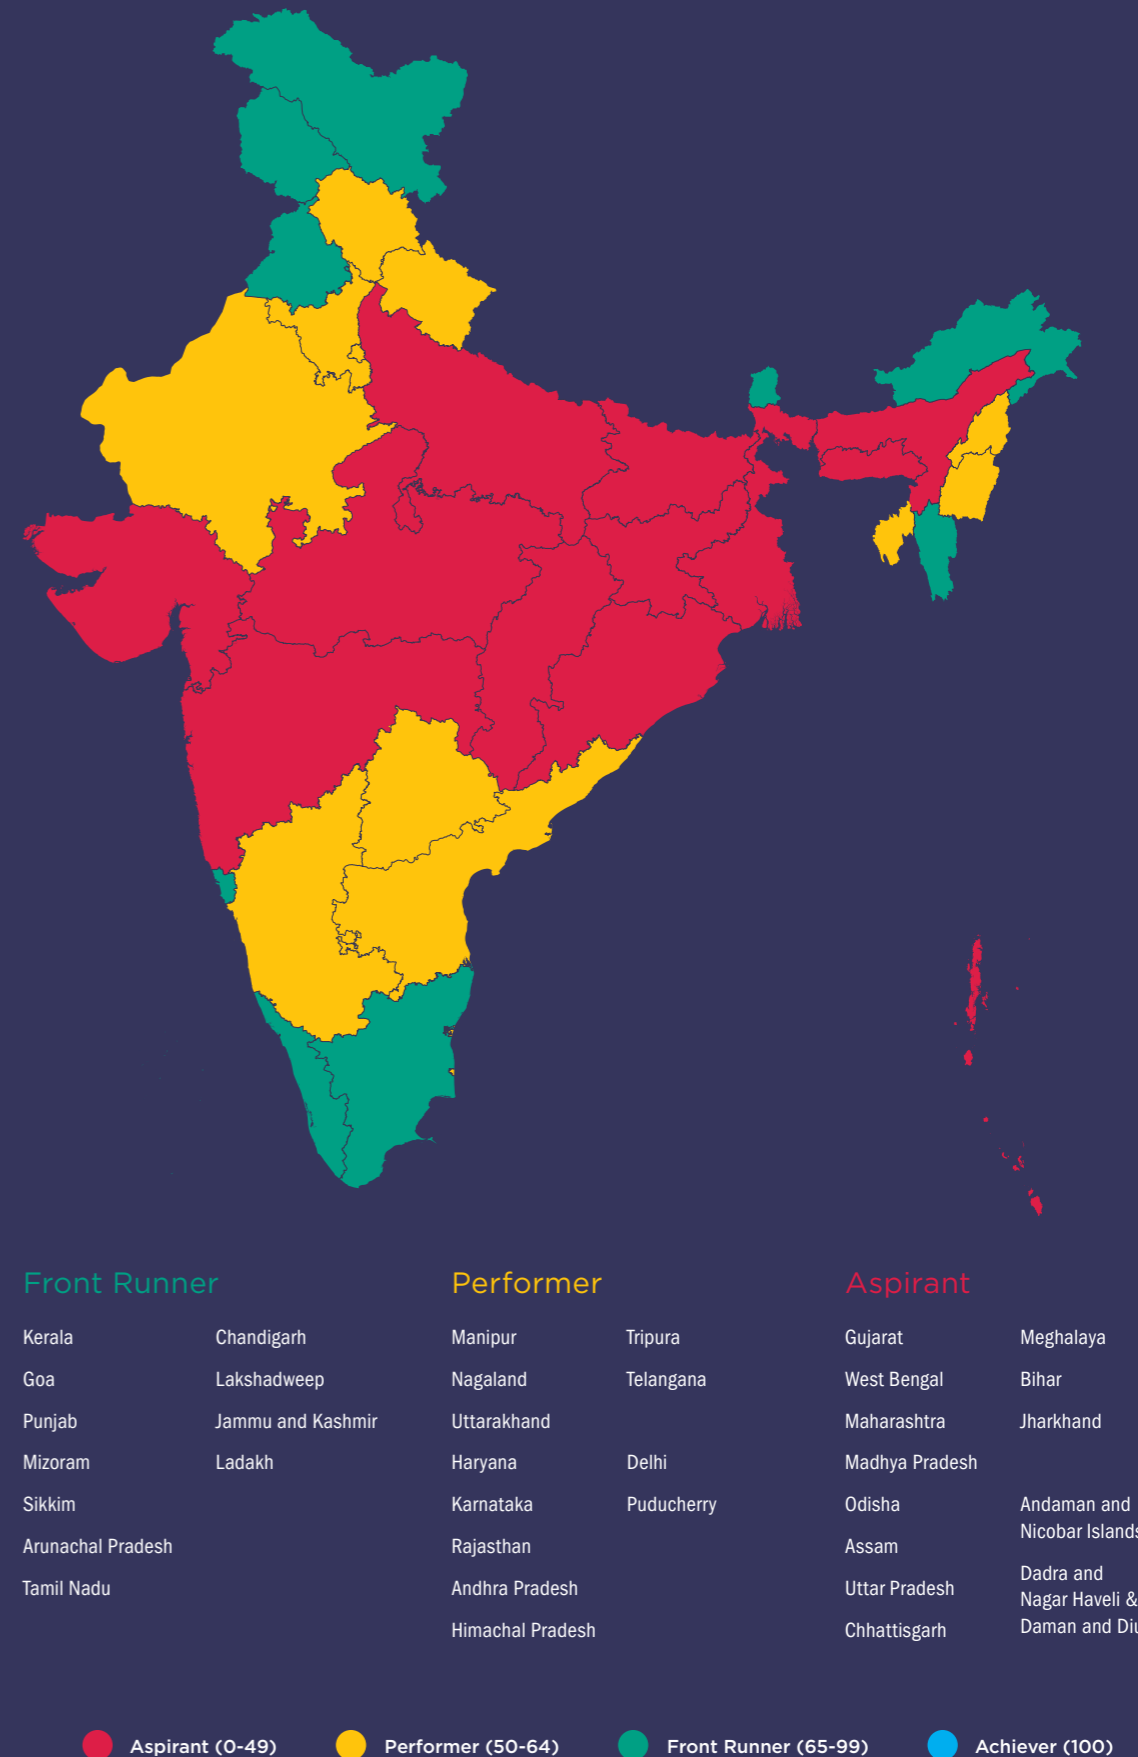 Front Runner
Kerala
Goa
Punjab
Mizoram
Sikkim
Arunachal Pradesh
Tamil Nadu
Chandigarh
Lakshadweep
Jammu and Kashmir
Ladakh
Performer
Manipur
Nagaland
Uttarakhand
Haryana
Karnataka
Rajasthan
Andhra Pradesh
Himachal Pradesh
Tripura
Telangana
Delhi
Puducherry
Aspirant
Gujarat
West Bengal
Maharashtra
Madhya Pradesh
Odisha
Assam
Uttar Pradesh
Chhattisgarh
Meghalaya
Bihar
Jharkhand
Andaman and
Nicobar Islands
Dadra and
Nagar Haveli &
Daman and Diu
Aspirant (0-49)
Performer (50-64)
Front Runner (65-99)
Achiever (100)